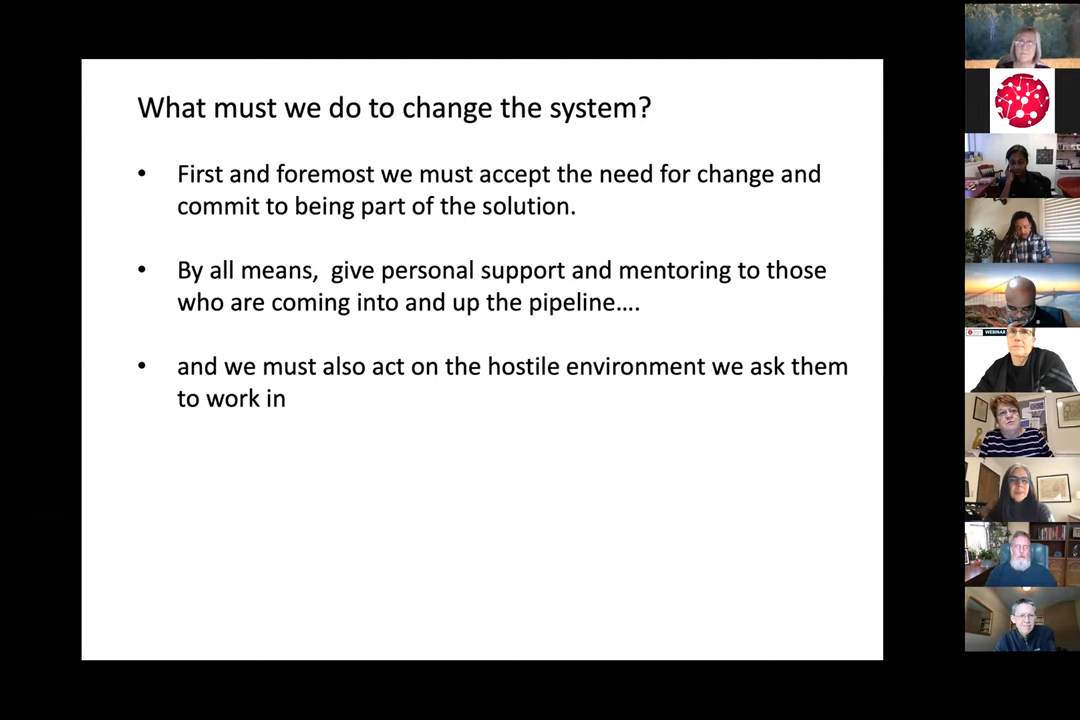 What must we do to change the system?
• First and foremost we must accept the need for change and
commit to being part of the solution.
• By all means, give personal support and mentoring to those
who are coming into and up the pipeline....
• and we must also act on the hostile environment we ask them
to work in
WEBINAR